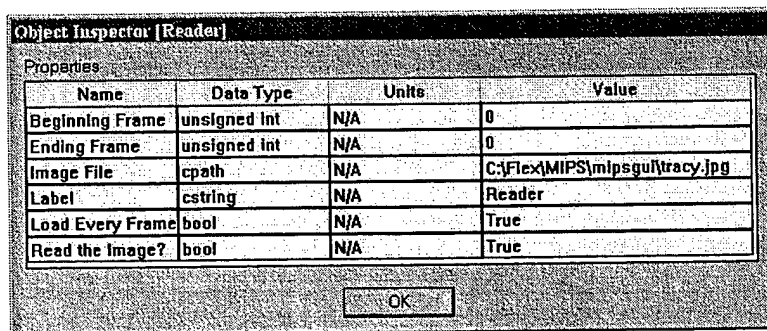 Object Inspector [Reader]
Properties
Name Data Type Units Value
Beginning Frame unsigned int N/A 0
Ending Frame unsigned int N/A 0
Image File cpath N/A C:\Flex\MIPS\mipsgui\tracy.jpg
Label cstring N/A Reader
Load Every Frame bool N/A True
Read the Image? bool N/A True
OK